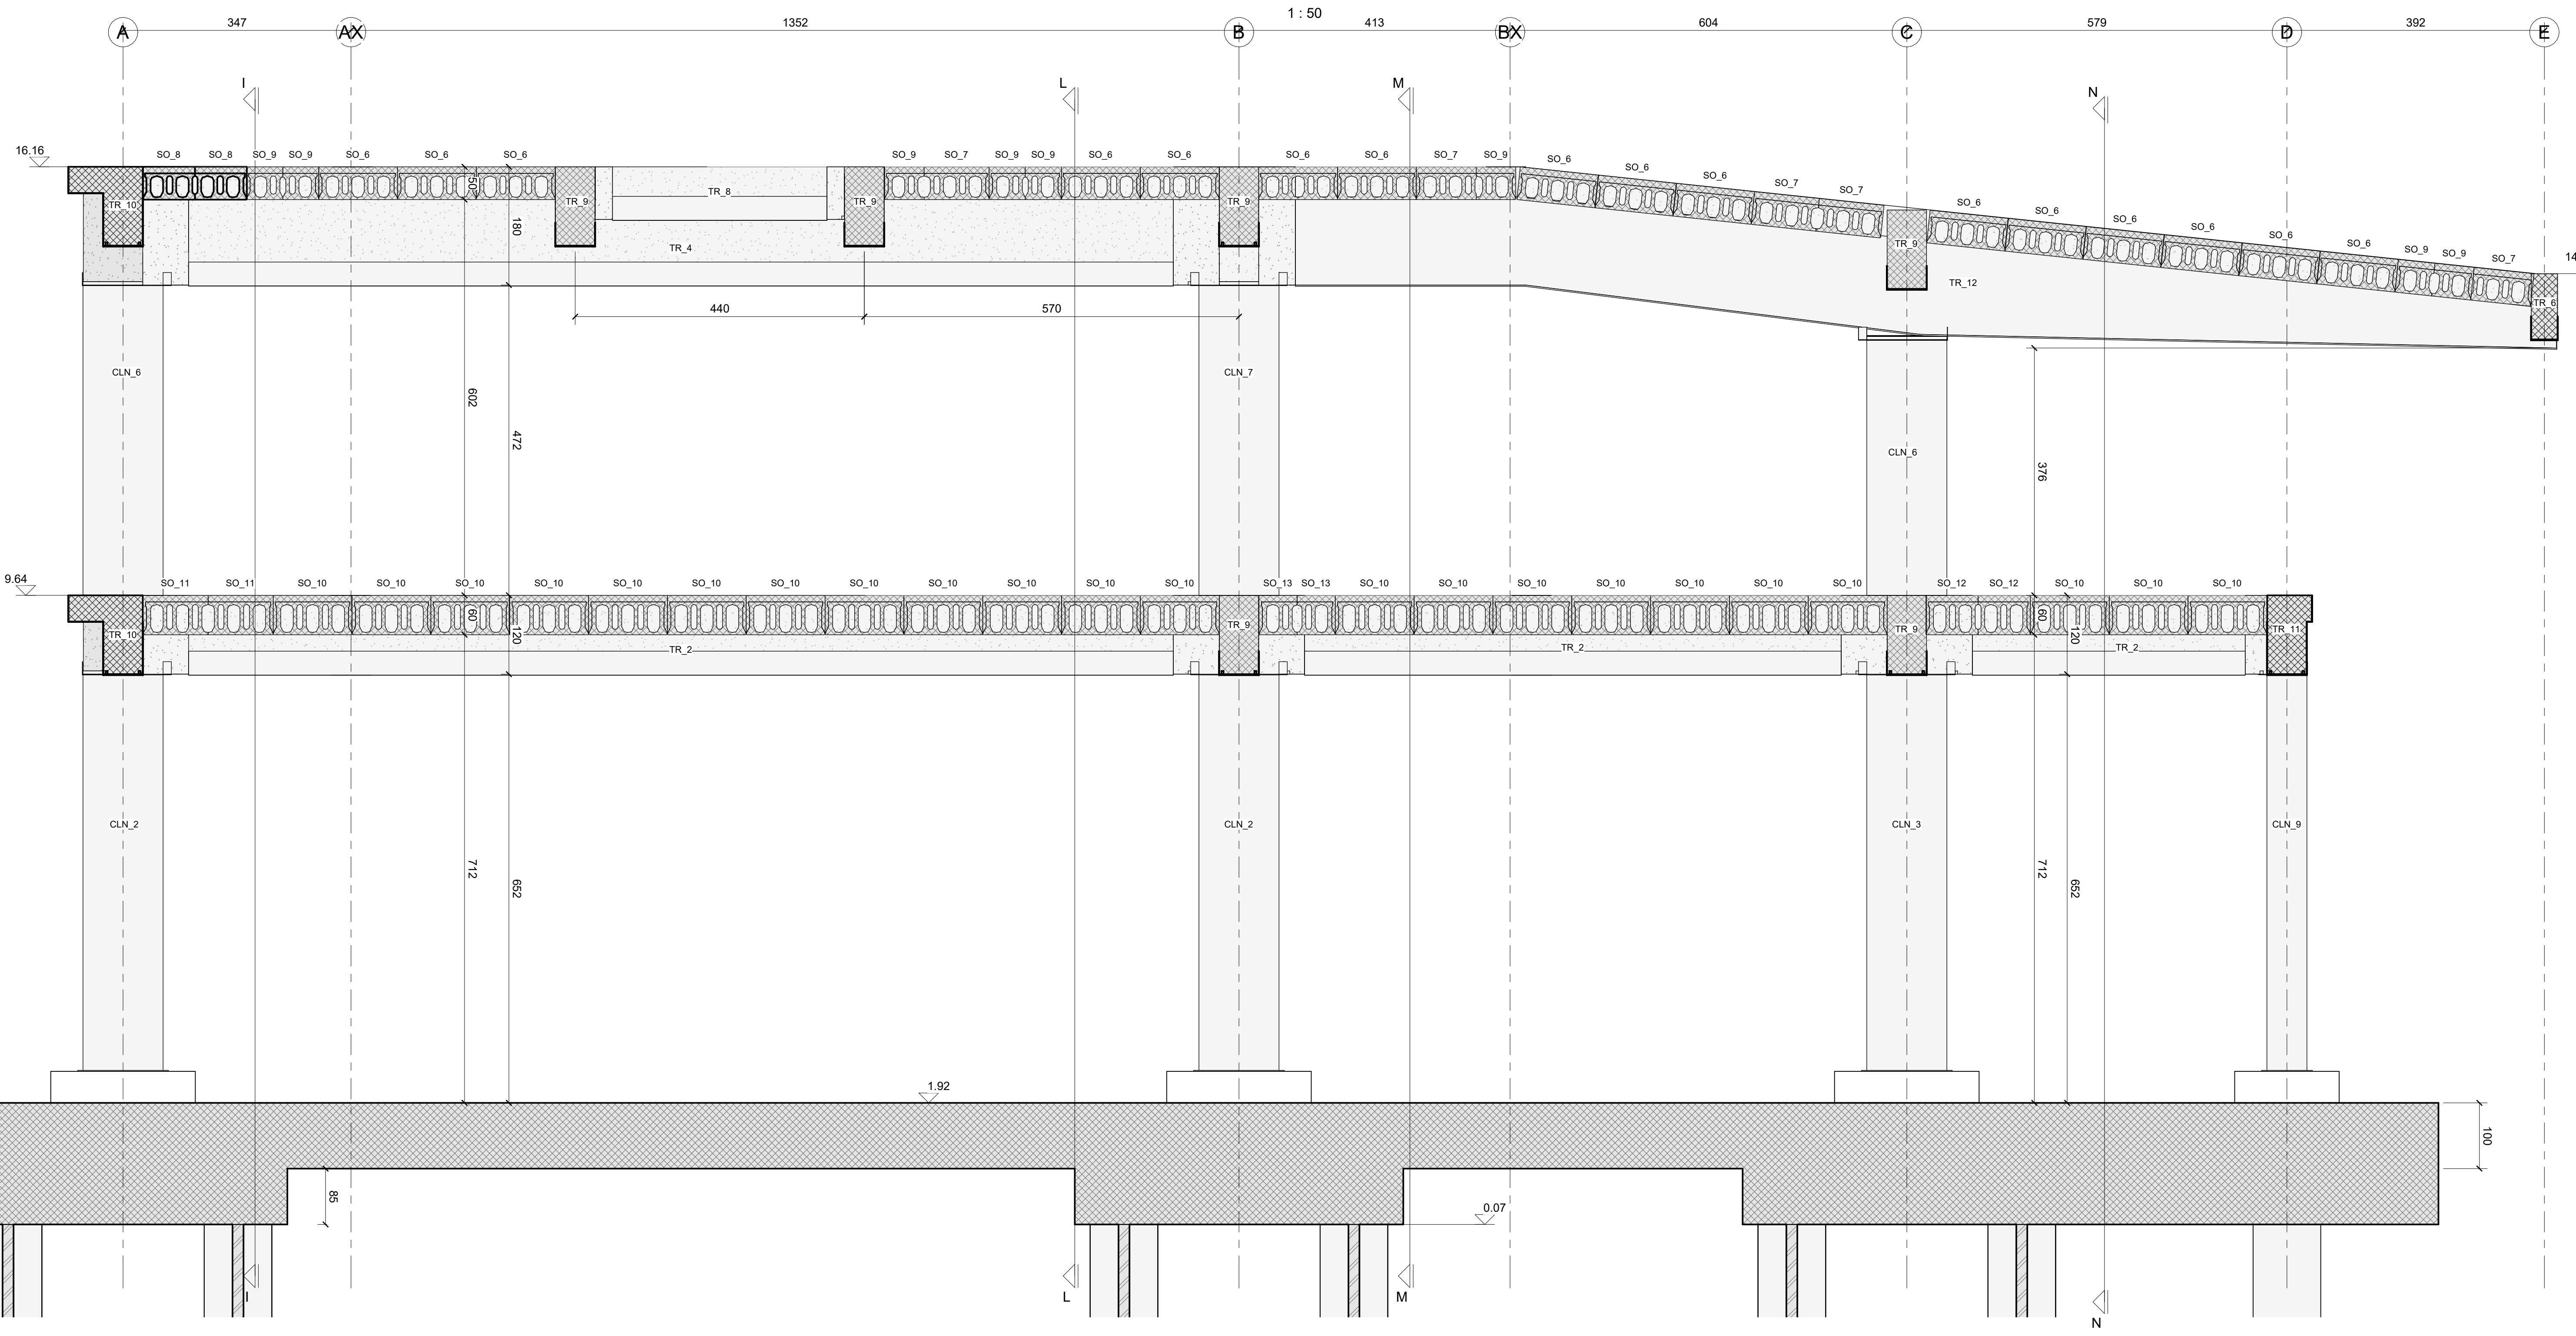 1 : 50
A 347 AX 1352 B 413 BX 604 C 579 D 392 E
I L M N
16.16 SO_8 SO_8 SO_9 SO_9 SO_6 SO_6 SO_6 SO_9 SO_7 SO_9 SO_9 SO_6 SO_6 SO_6 SO_6 SO_7 SO_9 SO_6 SO_6 SO_6 SO_7 SO_7 SO_6 SO_6 SO_6 SO_6 SO_6 SO_6 SO_9 SO_9 SO_7 14
50 TR_8
TR_10 TR_9 TR_9 TR_9 TR_9 TR_6
180 TR_4 TR_12
440 570
CLN_6 CLN_7 CLN_6
602 472 376
9.64 SO_11 SO_11 SO_10 SO_10 SO_10 SO_10 SO_10 SO_10 SO_10 SO_10 SO_10 SO_10 SO_10 SO_10 SO_13 SO_13 SO_10 SO_10 SO_10 SO_10 SO_10 SO_10 SO_10 SO_12 SO_12 SO_10 SO_10 SO_10
60 120 60 120
TR_10 TR_9 TR_9 TR_11
TR_2 TR_2 TR_2
CLN_2 CLN_2 CLN_3 CLN_9
712 652 712 652
1.92
100
85 0.07
I L M N